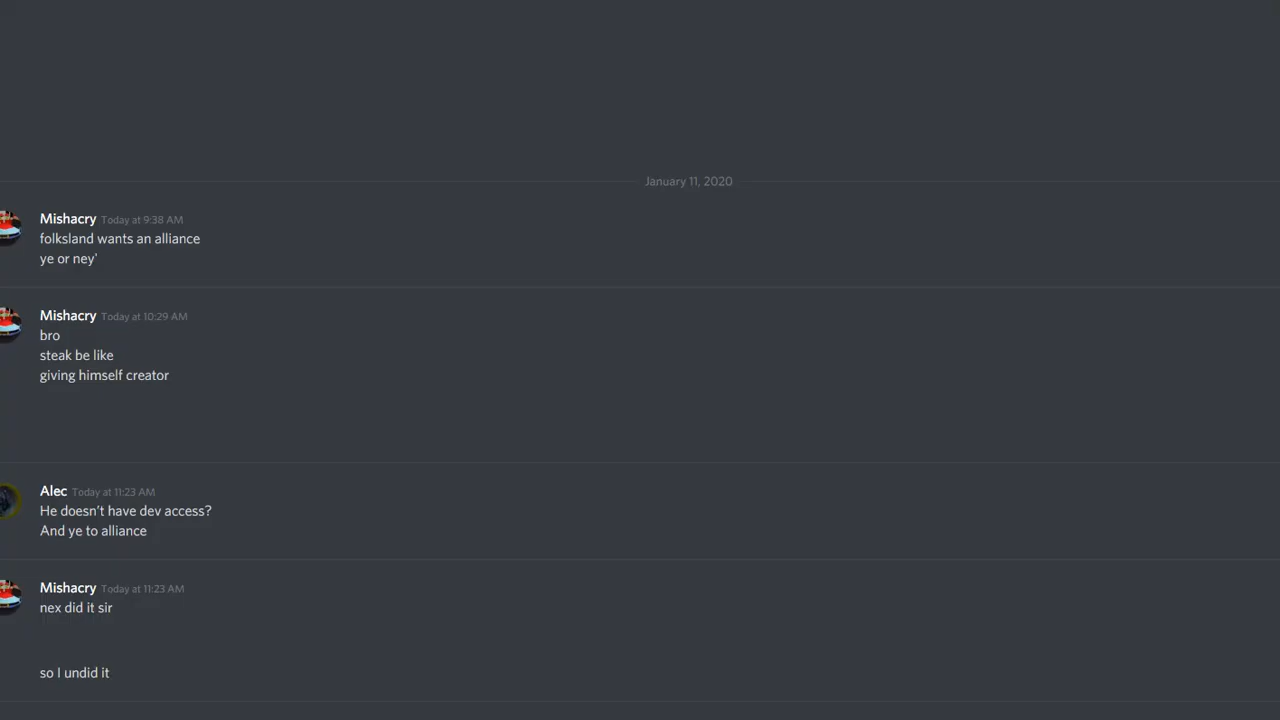 January 11, 2020
Mishacry Today at 9:38 AM
folksland wants an alliance
ye or ney'
Mishacry Today at 10:29 AM
bro
steak be like
giving himself creator
Alec Today at 11:23 AM
He doesn't have dev access?
And ye to alliance
Mishacry Today at 11:23 AM
nex did it sir
so I undid it